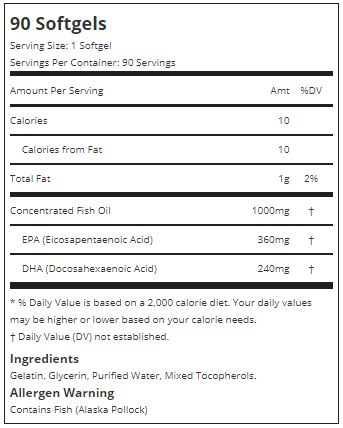 90 Softgels
Serving Size: 1 Softgel
Servings Per Container: 90 Servings
Amount Per Serving Amt %DV
Calories 10
Calories from Fat 10
Total Fat 1g 2%
Concentrated Fish Oil 1000mg †
EPA (Eicosapentaenoic Acid) 360mg †
DHA (Docosahexaenoic Acid) 240mg †
* % Daily Value is based on a 2,000 calorie diet. Your daily values
may be higher or lower based on your calorie needs.
† Daily Value (DV) not established.
Ingredients
Gelatin, Glycerin, Purified Water, Mixed Tocopherols.
Allergen Warning
Contains Fish (Alaska Pollock)